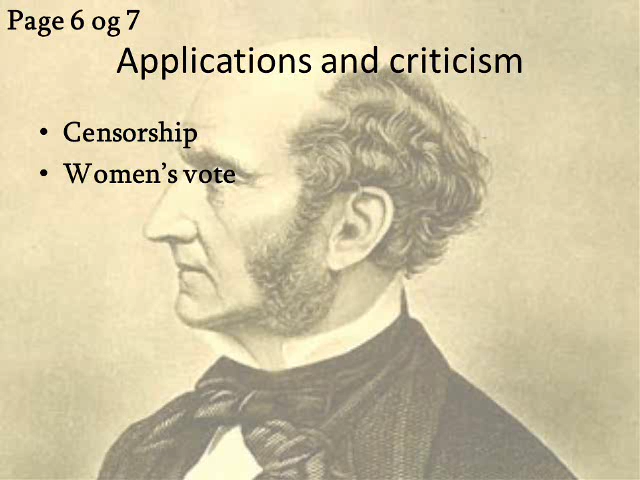 Page 6 og 7
Applications and criticism
• Censorship
• Women’s vote